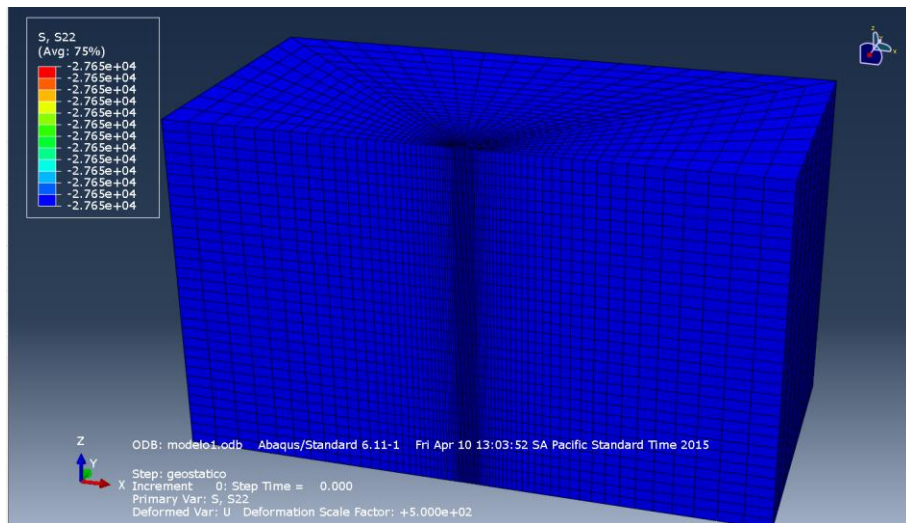 S, S22
(Avg: 75%)
-2.765e+04
-2.765e+04
-2.765e+04
-2.765e+04
-2.765e+04
-2.765e+04
-2.765e+04
-2.765e+04
-2.765e+04
-2.765e+04
-2.765e+04
-2.765e+04
-2.765e+04
Z
Y
X
ODB: modelo1.odb Abaqus/Standard 6.11-1 Fri Apr 10 13:03:52 SA Pacific Standard Time 2015
Step: geostatico
Increment 0: Step Time = 0.000
Primary Var: S, S22
Deformed Var: U Deformation Scale Factor: +5.000e+02